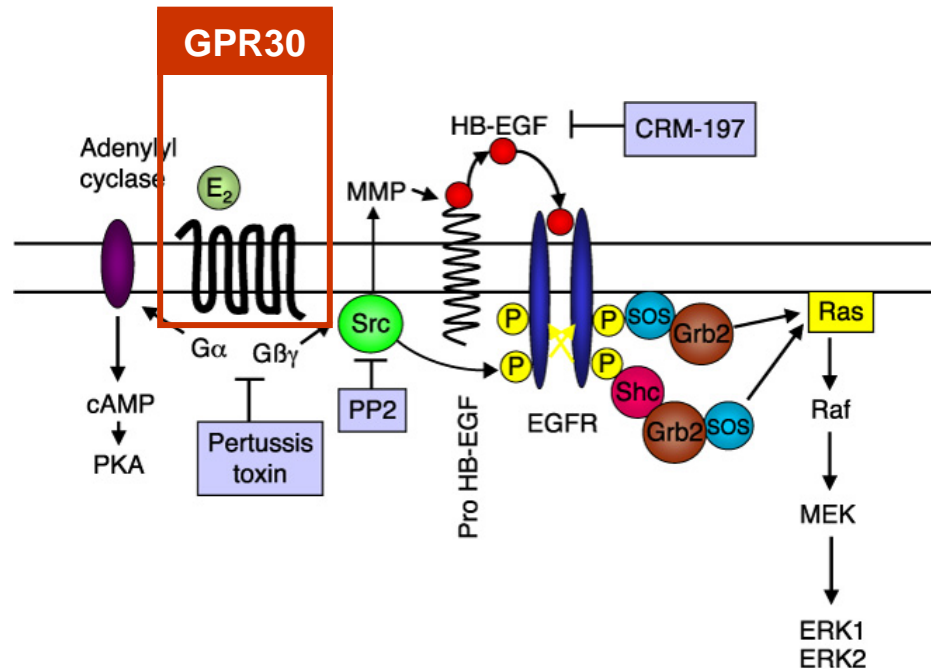 GPR30
HB-EGF
CRM-197
Adenylyl
cyclase
E2
MMP
Src
P
P
P
P
SOS
Grb2
Ras
Gα
Gβγ
Shc
Grb2
SOS
Raf
cAMP
PKA
Pertussis
toxin
PP2
Pro HB-EGF
EGFR
MEK
ERK1
ERK2